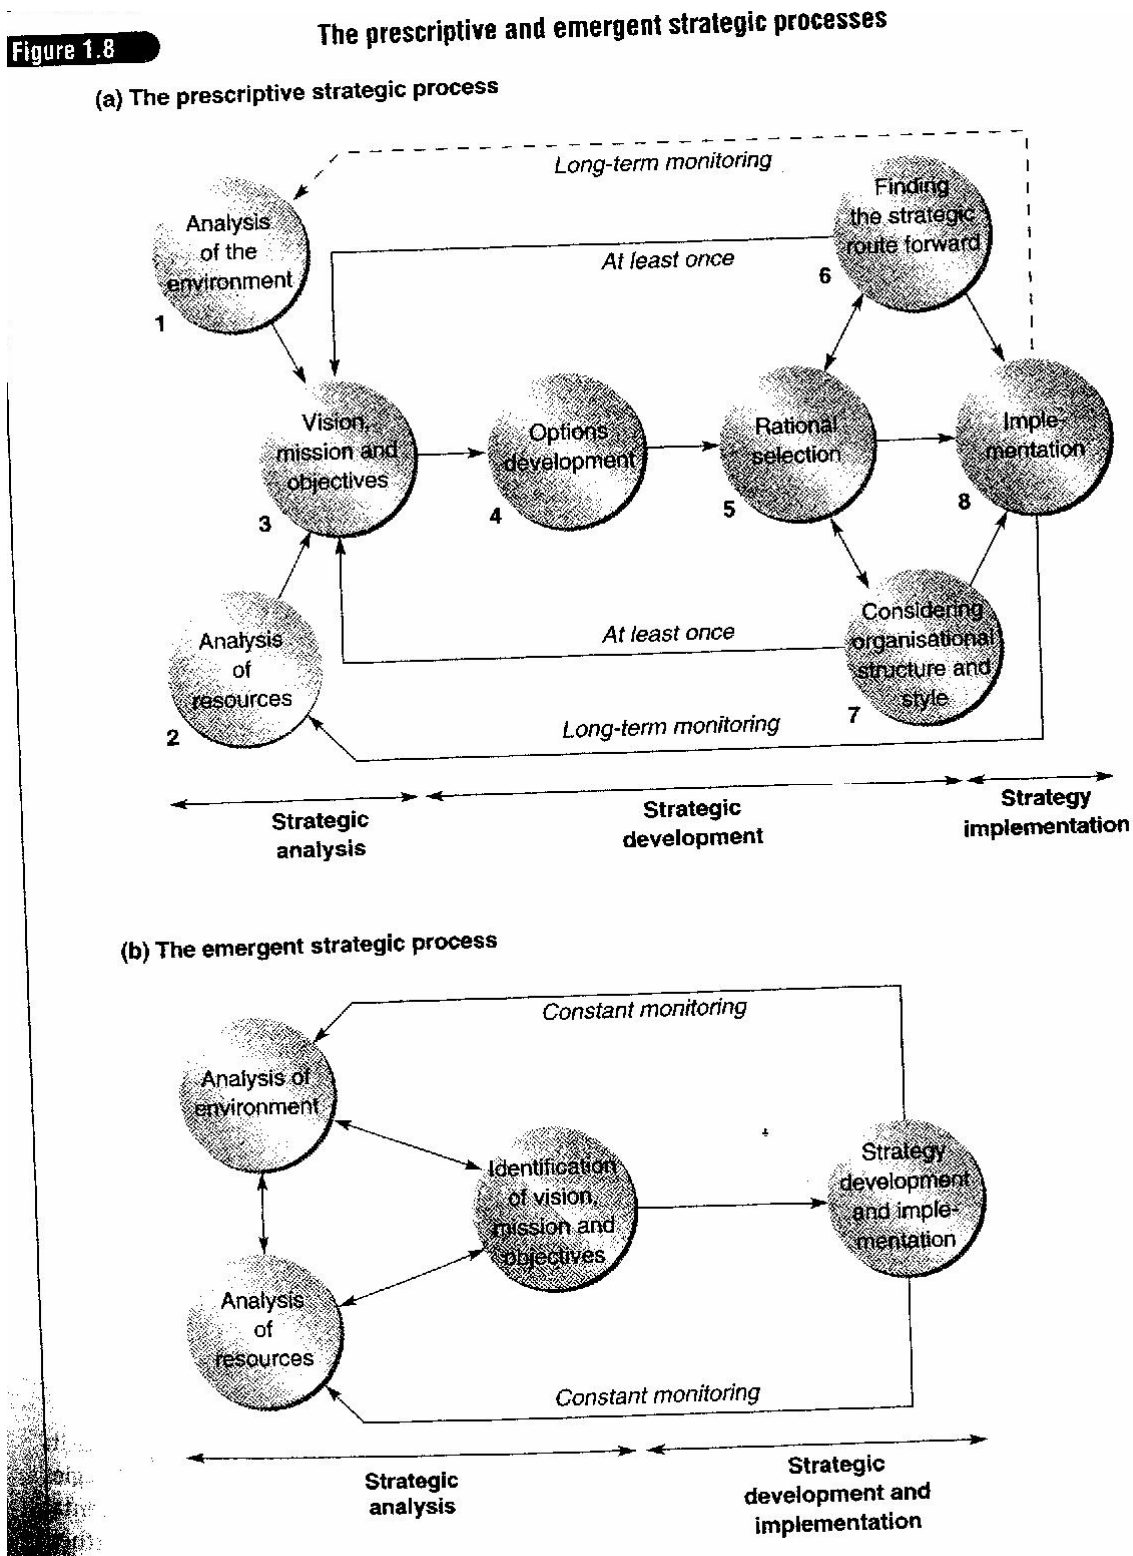 Figure 1.8
The prescriptive and emergent strategic processes
(a) The prescriptive strategic process
Long-term monitoring
Finding
the strategic
route forward
6
Analysis
of the
environment
1
At least once
Vision,
mission and
objectives
3
Options
development
4
Rational
selection
5
Imple-
mentation
8
Analysis
of
resources
2
At least once
Considering
organisational
structure and
style
7
Long-term monitoring
Strategic
analysis
Strategic
development
Strategy
implementation
(b) The emergent strategic process
Constant monitoring
Analysis of
environment
Identification
of vision,
mission and
objectives
Strategy
development
and imple-
mentation
Analysis
of
resources
Constant monitoring
Strategic
analysis
Strategic
development and
implementation